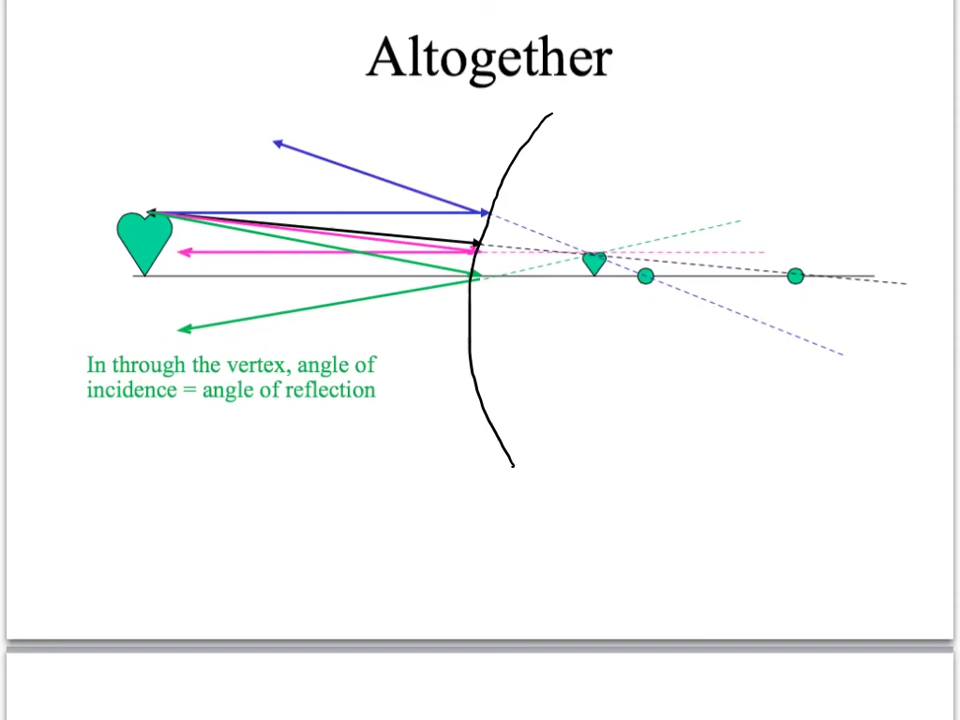 Altogether
In through the vertex, angle of
incidence = angle of reflection